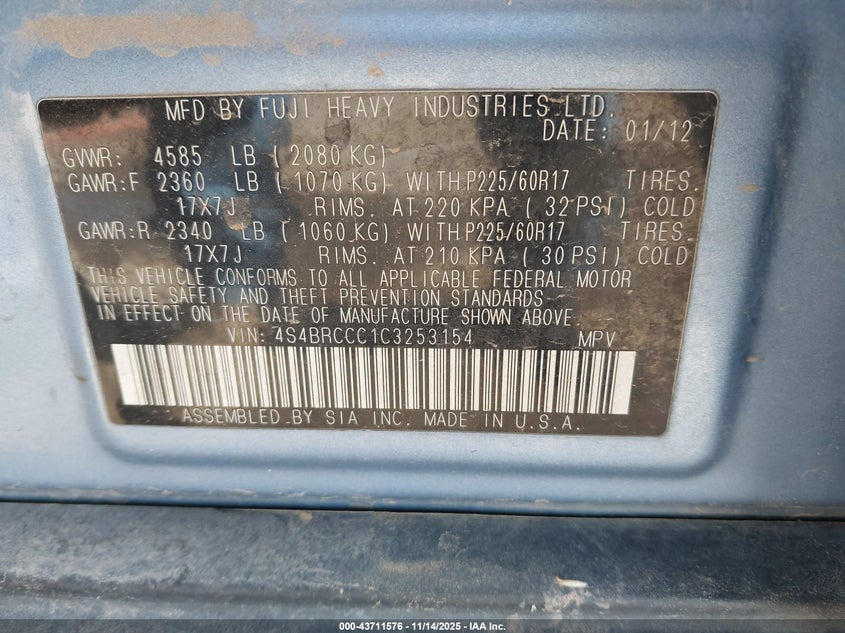 MFD BY FUJI HEAVY INDUSTRIES LTD.
DATE: 01/12
GVWR: 4585 LB ( 2080 KG)
GAWR:F 2360 LB ( 1070 KG) WITH P225/60R17 TIRES.
17X7J RIMS. AT 220 KPA ( 32 PSI) COLD
GAWR:R 2340 LB ( 1060 KG) WITH P225/60R17 TIRES.
17X7J RIMS. AT 210 KPA ( 30 PSI) COLD
THIS VEHICLE CONFORMS TO ALL APPLICABLE FEDERAL MOTOR
VEHICLE SAFETY AND THEFT PREVENTION STANDARDS
IN EFFECT ON THE DATE OF MANUFACTURE SHOWN ABOVE.
VIN: 4S4BRCCC1C3253154 MPV
ASSEMBLED BY SIA INC. MADE IN U.S.A.
000-43711576 - 11/14/2025 - IAA Inc.